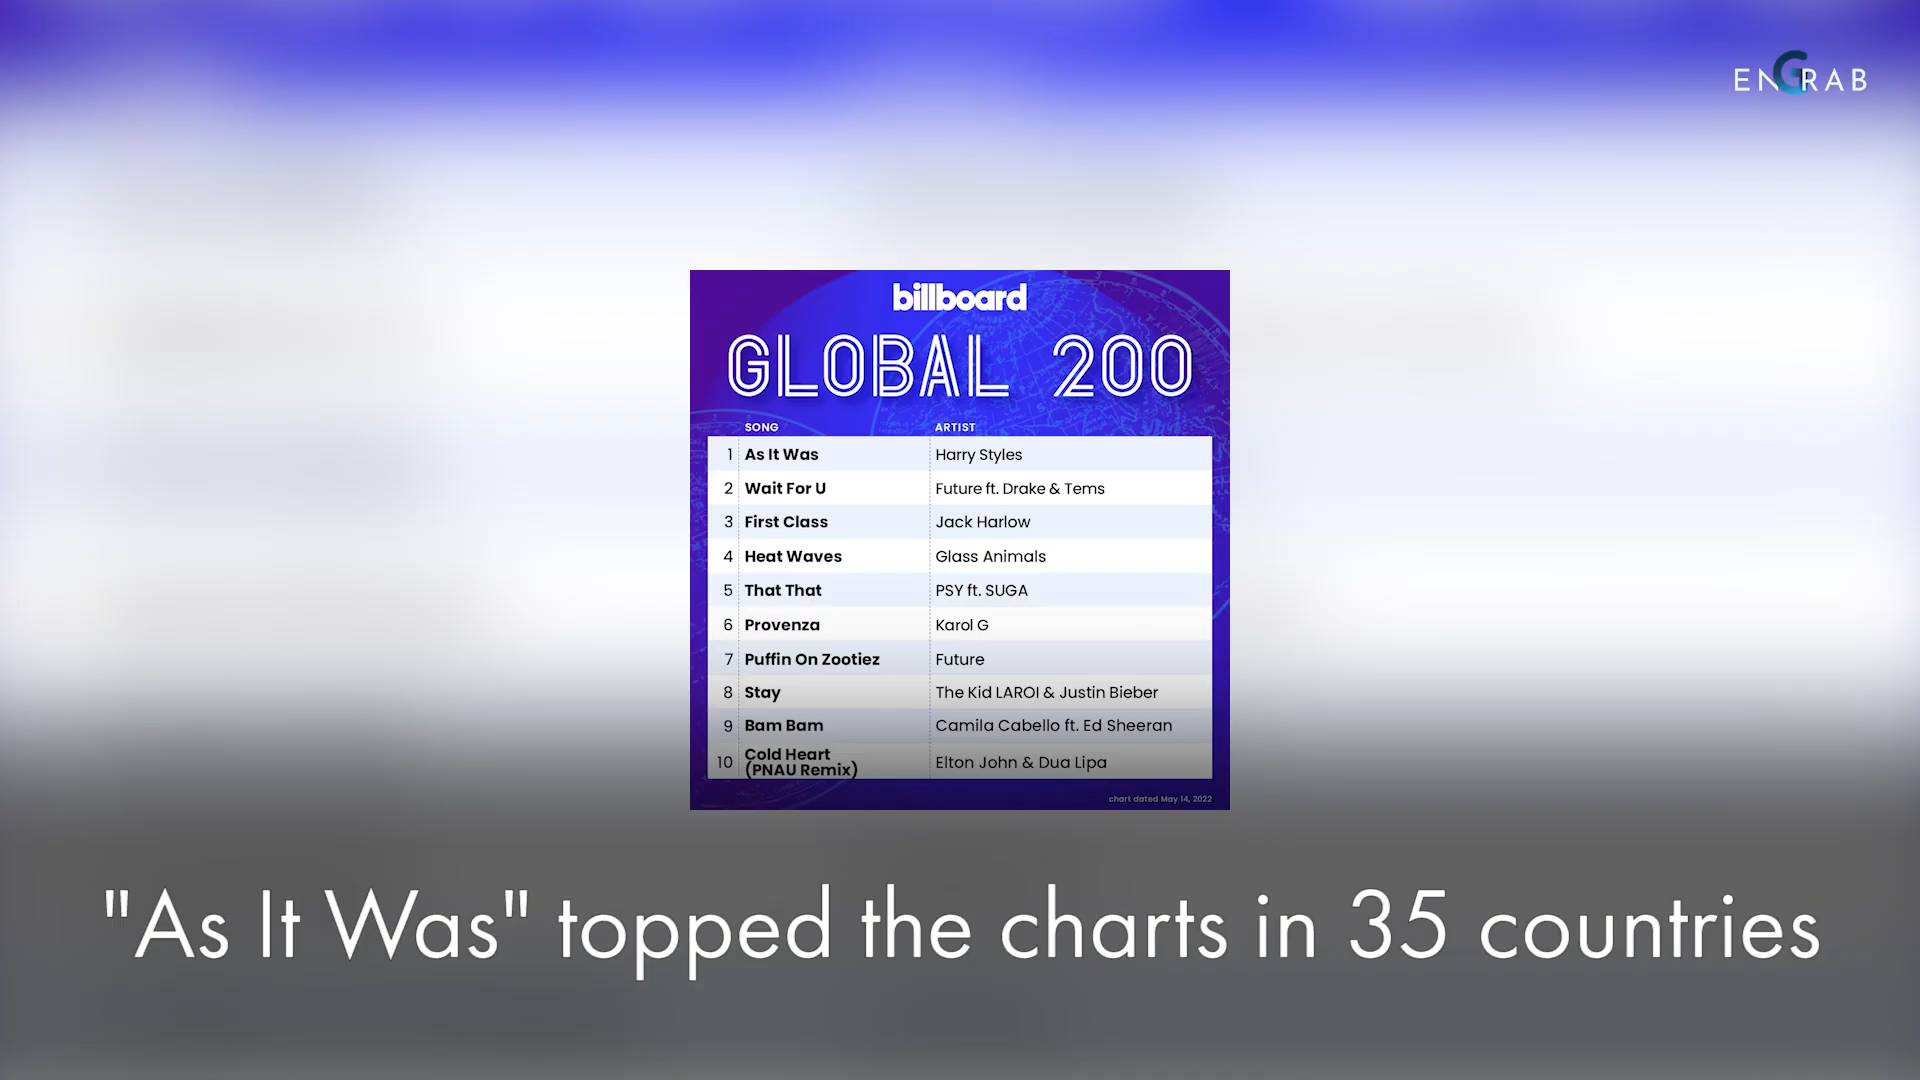 ENGRAB
billboard
GLOBAL 200
SONG ARTIST
1 As It Was Harry Styles
2 Wait For U Future ft. Drake & Tems
3 First Class Jack Harlow
4 Heat Waves Glass Animals
5 That That PSY ft. SUGA
6 Provenza Karol G
7 Puffin On Zootiez Future
8 Stay The Kid LAROI & Justin Bieber
9 Bam Bam Camila Cabello ft. Ed Sheeran
10 Cold Heart
(PNAU Remix) Elton John & Dua Lipa
chart dated May 14, 2022
"As It Was" topped the charts in 35 countries